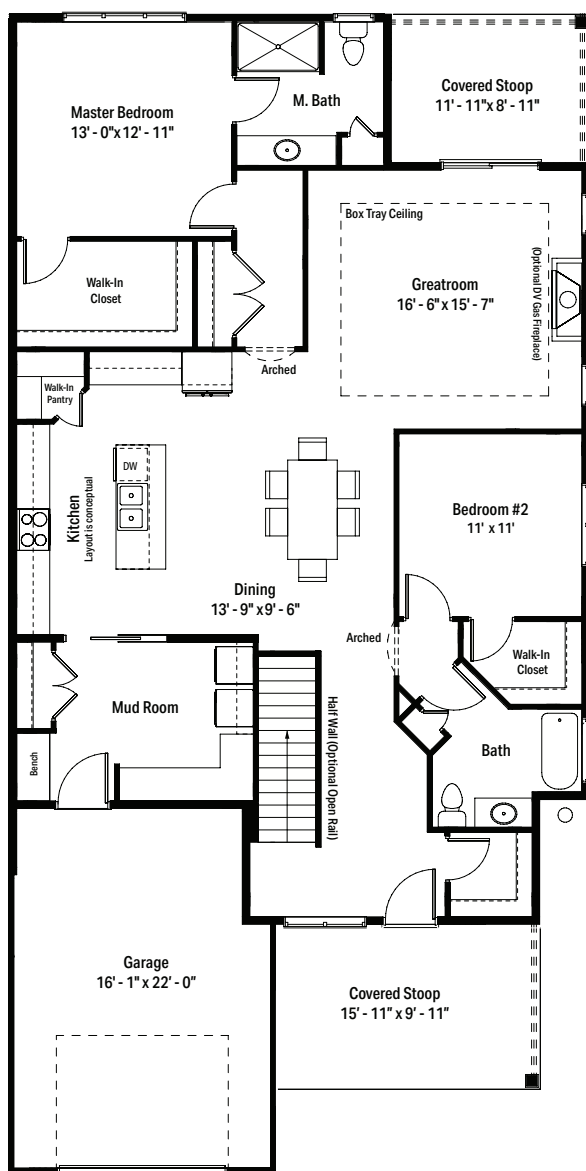 Master Bedroom
13' - 0" x 12' - 11"
M. Bath
Covered Stoop
11' - 11" x 8' - 11"
Box Tray Ceiling
Walk-In
Closet
Greatroom
16' - 6" x 15' - 7"
(Optional DV Gas Fireplace)
Arched
Walk-In
Pantry
DW
Kitchen
Layout is conceptual
Bedroom #2
11' x 11'
Dining
13' - 9" x 9' - 6"
Arched
Walk-In
Closet
Mud Room
Half Wall (Optional Open Rail)
Bath
Bench
Garage
16' - 1" x 22' - 0"
Covered Stoop
15' - 11" x 9' - 11"